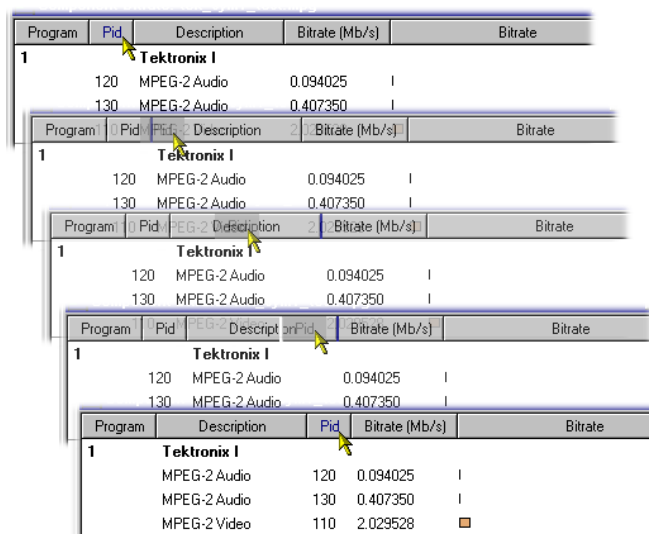 Program Pid Description Bitrate (Mb/s) Bitrate
1 Tektronix I
120 MPEG-2 Audio 0.094025
130 MPEG-2 Audio 0.407350
Program Pid Pid Description Bitrate (Mb/s) Bitrate
1 Tektronix I
120 MPEG-2 Audio 0.094025
130 MPEG-2 Audio 0.407350
Program Pid Description Bitrate (Mb/s) Bitrate
1 Tektronix I
120 MPEG-2 Audio 0.094025
130 MPEG-2 Audio 0.407350
Program Pid Description Pid Bitrate (Mb/s) Bitrate
1 Tektronix I
120 MPEG-2 Audio 0.094025
130 MPEG-2 Audio 0.407350
Program Description Pid Bitrate (Mb/s) Bitrate
1 Tektronix I
MPEG-2 Audio 120 0.094025
MPEG-2 Audio 130 0.407350
MPEG-2 Video 110 2.029528